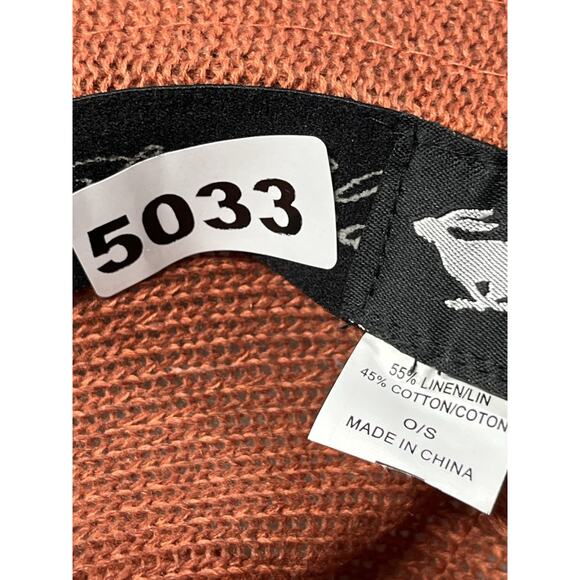 5033
55% LINEN/LIN
45% COTTON/COTON
O/S
MADE IN CHINA